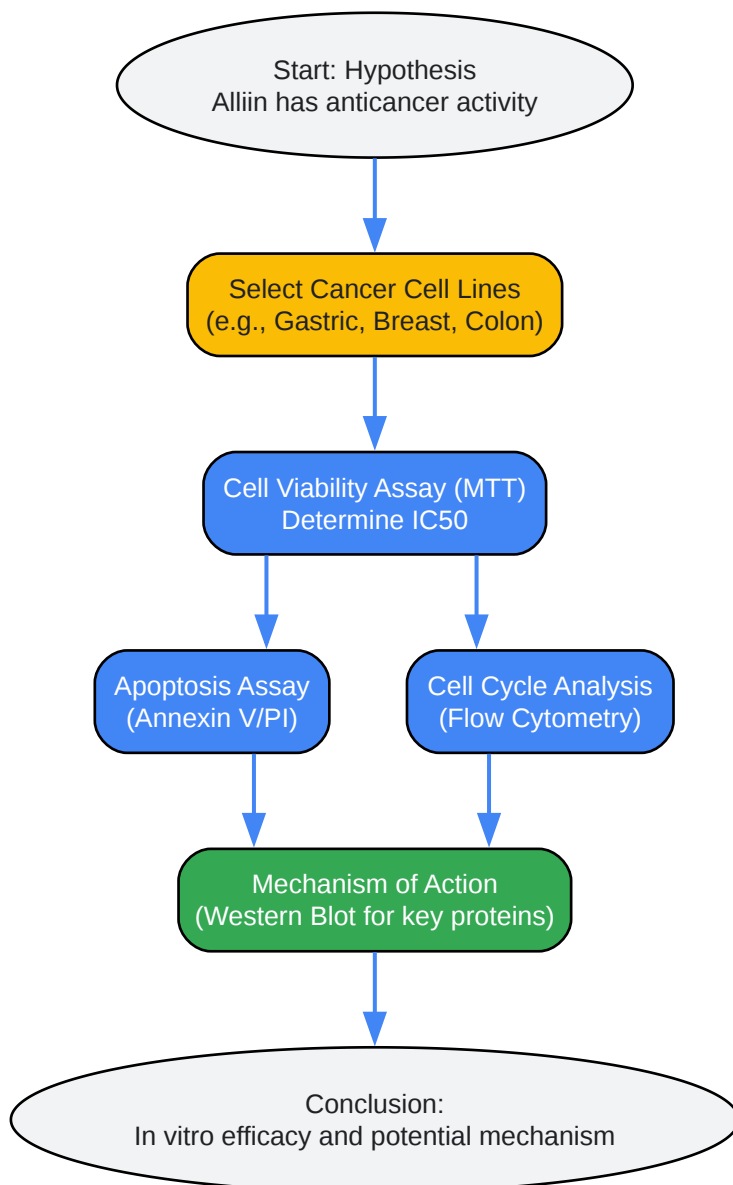 Start: Hypothesis
Alliin has anticancer activity
Select Cancer Cell Lines
(e.g., Gastric, Breast, Colon)
Cell Viability Assay (MTT)
Determine IC50
Apoptosis Assay
(Annexin V/PI)
Cell Cycle Analysis
(Flow Cytometry)
Mechanism of Action
(Western Blot for key proteins)
Conclusion:
In vitro efficacy and potential mechanism